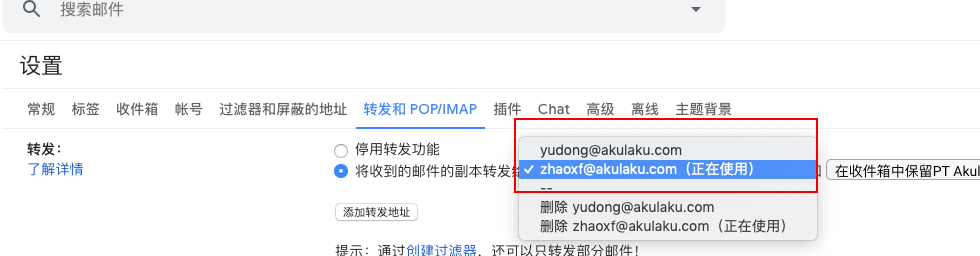 搜索邮件
设置
常规 标签 收件箱 帐号 过滤器和屏蔽的地址 转发和 POP/IMAP 插件 Chat 高级 离线 主题背景
转发：
了解详情
停用转发功能
将收到的邮件的副本转发给
yudong@akulaku.com
zhaoxf@akulaku.com（正在使用）
--
删除 yudong@akulaku.com
删除 zhaoxf@akulaku.com（正在使用）
在收件箱中保留PT Akul
添加转发地址
提示：通过创建过滤器，还可以只转发部分邮件！